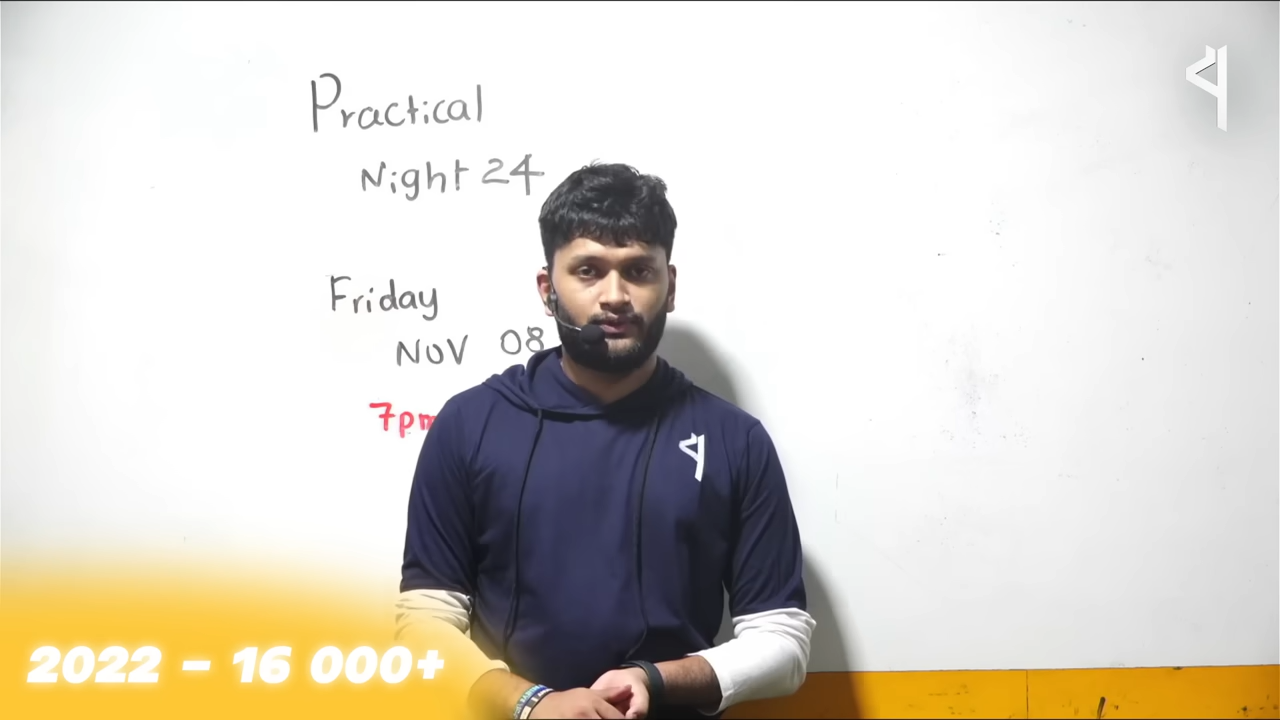 Practical
Night 24
Friday
NOV 08
7pm
2022 - 16 000+